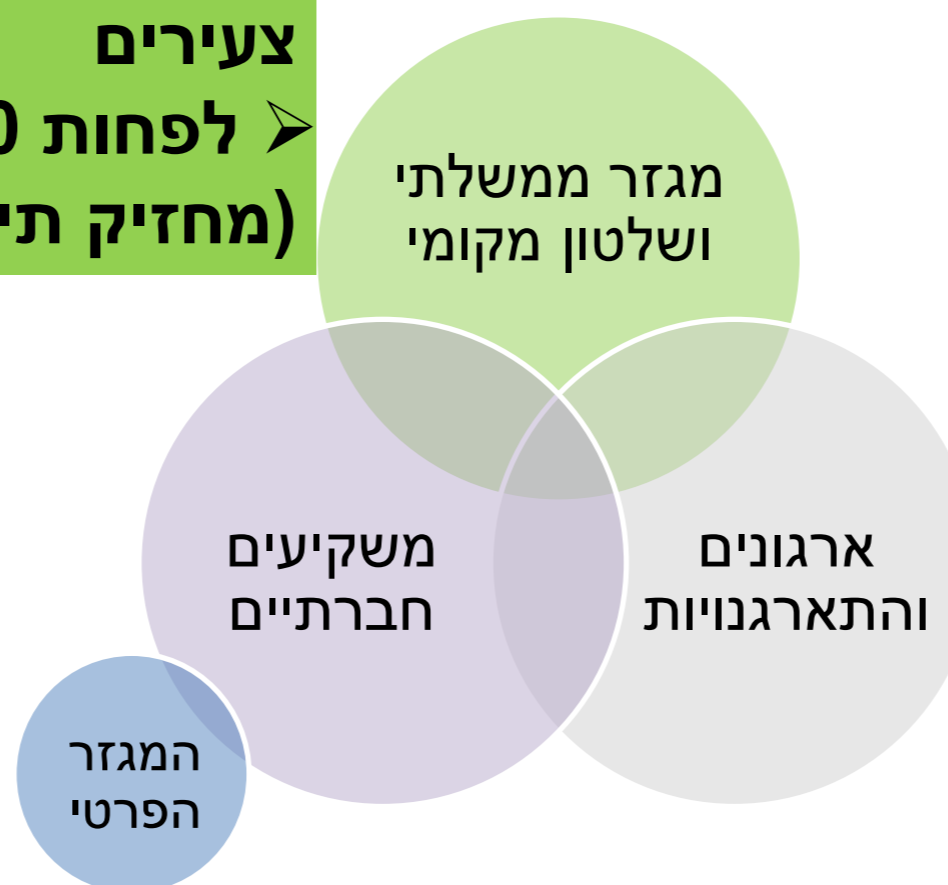 צעירים
לפחות
(מחזיק
מגזר ממשלתי
ושלטון מקומי
משקיעים
חברתיים
ארגונים
והתארגנויות
המגזר
הפרטי